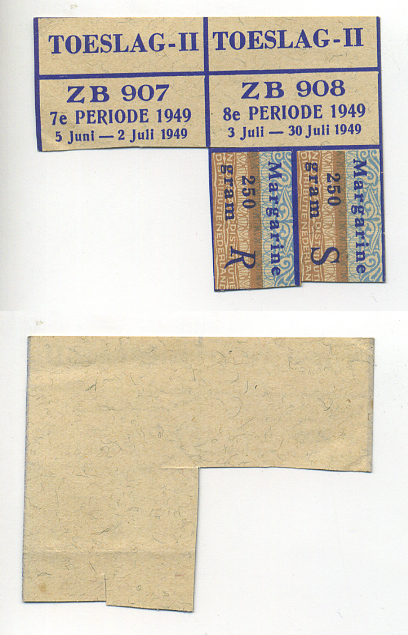 TOESLAG-II
ZB 907
7e PERIODE 1949
5 Juni — 2 Juli 1949
TOESLAG-II
ZB 908
8e PERIODE 1949
3 Juli — 30 Juli 1949
Margarine
250
gram R
Margarine
250
gram S